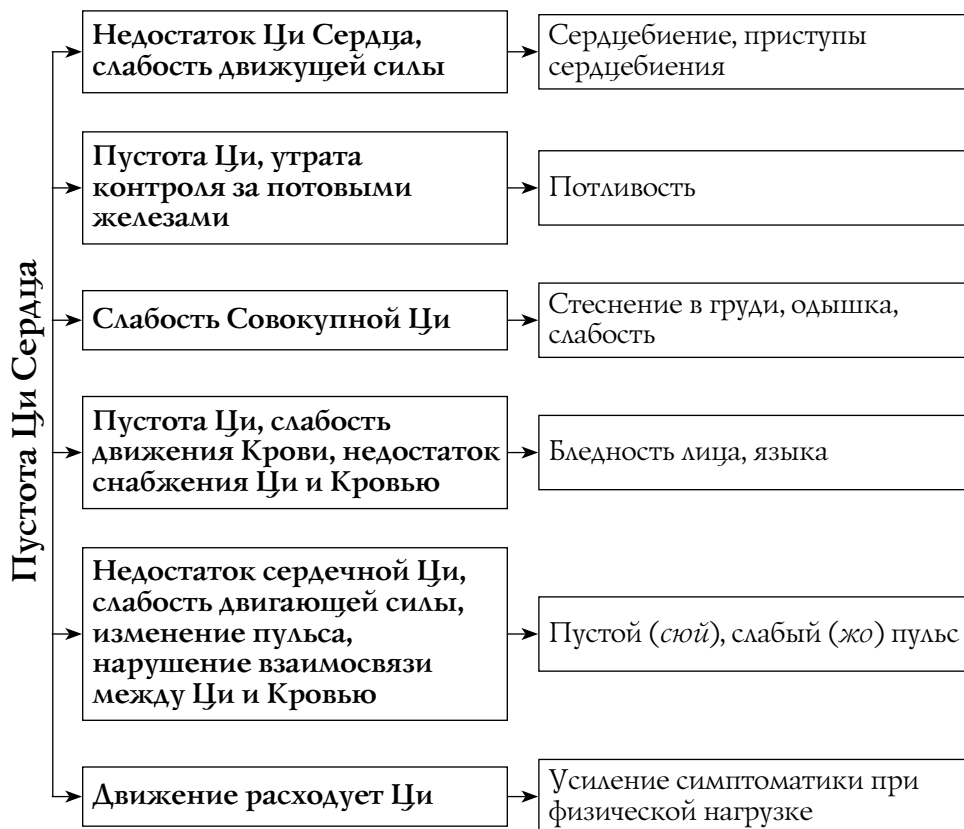 Пустота Ци Сердца
Недостаток Ци Сердца,
слабость движущей силы
Сердцебиение, приступы
сердцебиения
Пустота Ци, утрата
контроля за потовыми
железами
Потливость
Слабость Совокупной Ци
Стеснение в груди, одышка,
слабость
Пустота Ци, слабость
движения Крови, недостаток
снабжения Ци и Кровью
Бледность лица, языка
Недостаток сердечной Ци,
слабость двигающей силы,
изменение пульса,
нарушение взаимосвязи
между Ци и Кровью
Пустой (сюй), слабый (жо) пульс
Движение расходует Ци
Усиление симптоматики при
физической нагрузке